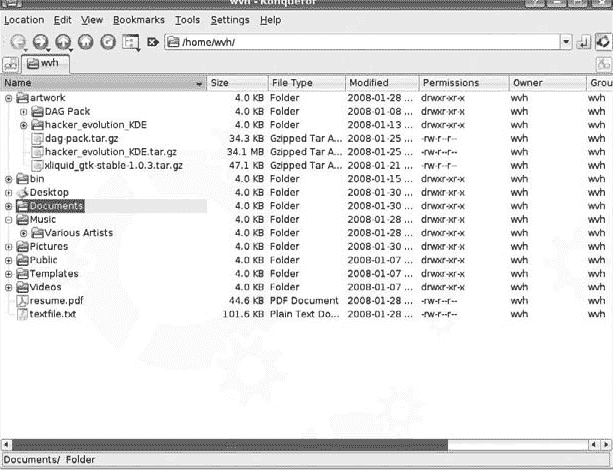 wvh - Konqueror
Location Edit View Bookmarks Tools Settings Help
/home/wvh/
wvh
Name Size File Type Modified Permissions Owner Grou
artwork 4.0 KB Folder 2008-01-28 ... drwxr-xr-x wvh wvh
DAG Pack 4.0 KB Folder 2008-01-08 ... drwxr-xr-x wvh wvh
hacker_evolution_KDE 4.0 KB Folder 2008-01-13 ... drwxr-xr-x wvh wvh
dag-pack.tar.gz 34.3 KB Gzipped Tar A... 2008-01-25 ... -rw-r--r-- wvh wvh
hacker_evolution_KDE.tar.gz 34.1 MB Gzipped Tar A... 2008-01-25 ... -rw-r--r-- wvh wvh
xliquid_gtk-stable-1.0.3.tar.gz 47.1 KB Gzipped Tar A... 2008-01-21 ... -rw-r--r-- wvh wvh
bin 4.0 KB Folder 2008-01-15 ... drwxr-xr-x wvh wvh
Desktop 4.0 KB Folder 2008-01-30 ... drwxr-xr-x wvh wvh
Documents 4.0 KB Folder 2008-01-30 ... drwxr-xr-x wvh wvh
Music 4.0 KB Folder 2008-01-28 ... drwxr-xr-x wvh wvh
Various Artists 4.0 KB Folder 2008-01-28 ... drwxr-xr-x wvh wvh
Pictures 4.0 KB Folder 2008-01-30 ... drwxr-xr-x wvh wvh
Public 4.0 KB Folder 2008-01-07 ... drwxr-xr-x wvh wvh
Templates 4.0 KB Folder 2008-01-07 ... drwxr-xr-x wvh wvh
Videos 4.0 KB Folder 2008-01-07 ... drwxr-xr-x wvh wvh
resume.pdf 44.6 KB PDF Document 2008-01-28 ... -rw-r--r-- wvh wvh
textfile.txt 101.6 KB Plain Text Do... 2008-01-28 ... -rw-r--r-- wvh wvh
Documents/ Folder